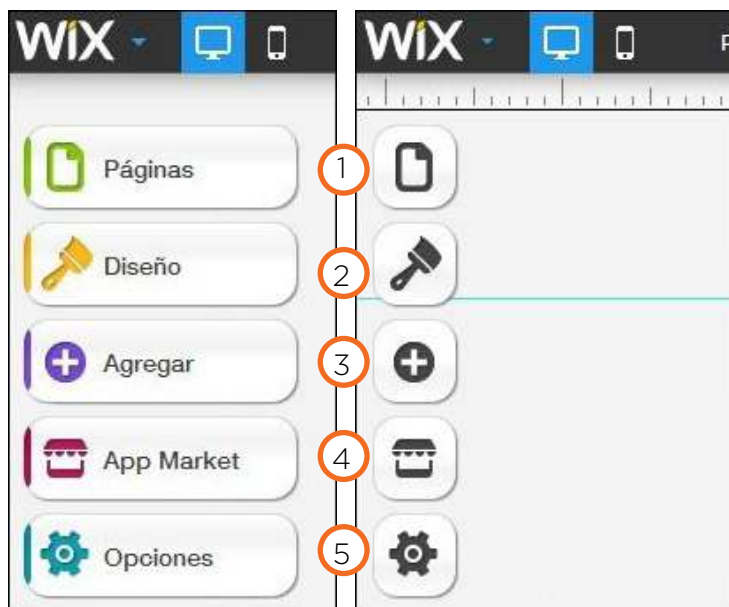 WiX
WiX
P
Páginas
1
Diseño
2
Agregar
3
App Market
4
Opciones
5